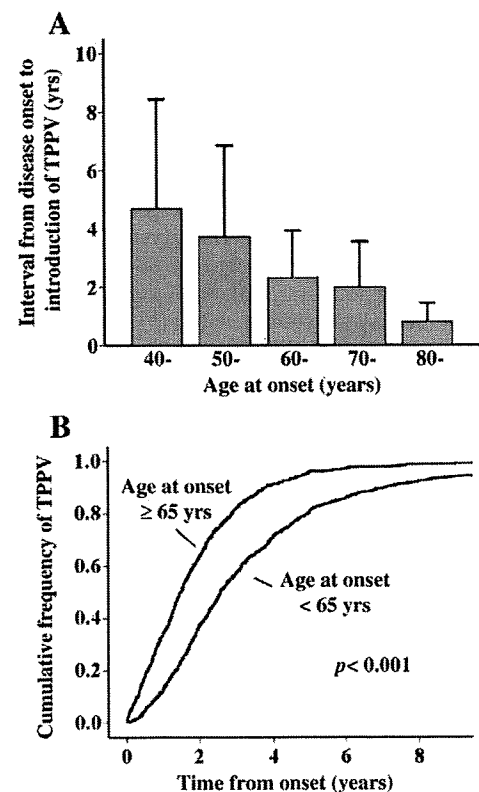 A
Interval from disease onset to
introduction of TPPV (yrs)
10
8
6
4
2
0
40-
50-
60-
70-
80-
Age at onset (years)
B
Cumulative frequency of TPPV
1.0
0.8
0.6
0.4
0.2
0.0
Age at onset
≥ 65 yrs
Age at onset
< 65 yrs
p< 0.001
0
2
4
6
8
Time from onset (years)